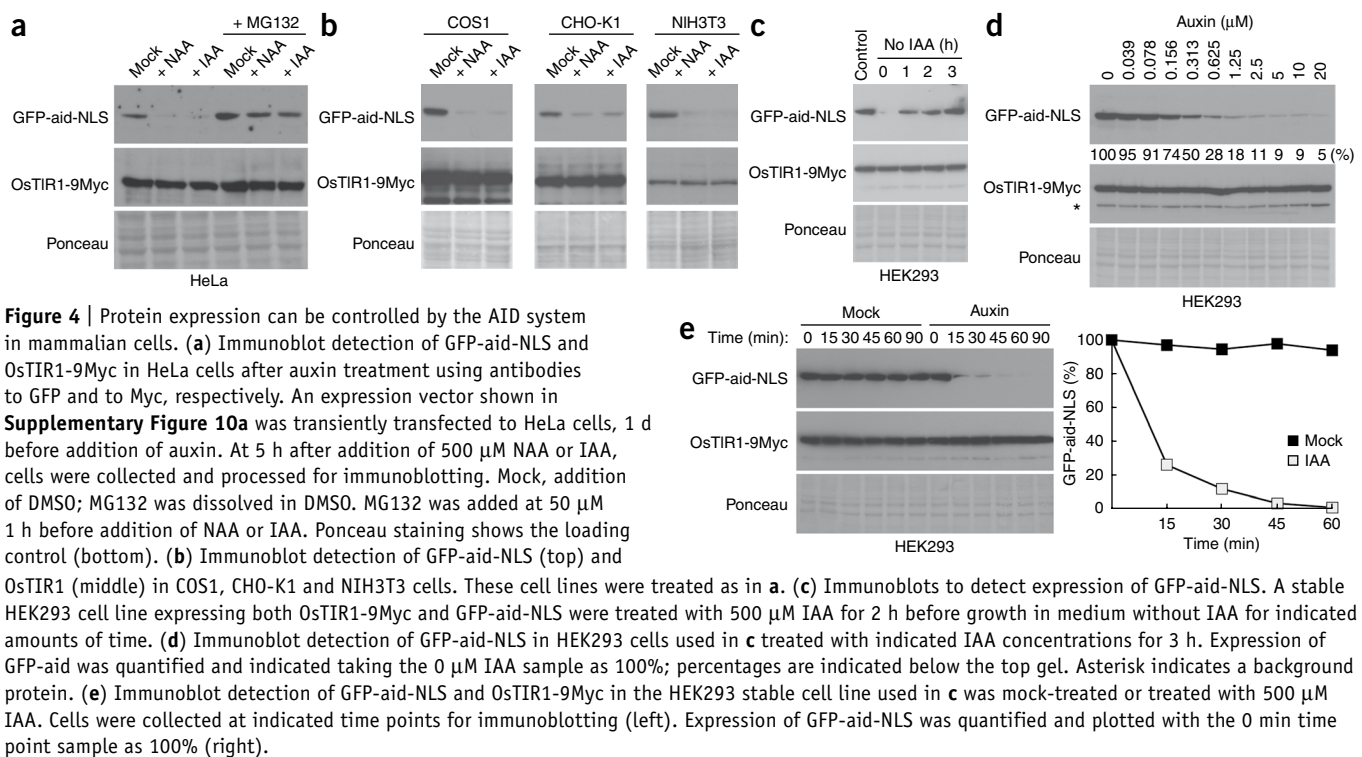 a
+ MG132
Mock
+ NAA
+ IAA
Mock
+ NAA
+ IAA
GFP-aid-NLS
OsTIR1-9Myc
Ponceau
HeLa
b
COS1
CHO-K1
NIH3T3
Mock
+ NAA
+ IAA
Mock
+ NAA
+ IAA
Mock
+ NAA
+ IAA
GFP-aid-NLS
OsTIR1-9Myc
Ponceau
c
Control
No IAA (h)
0 1 2 3
GFP-aid-NLS
OsTIR1-9Myc
Ponceau
HEK293
d
Auxin (µM)
0 0.039 0.078 0.156 0.313 0.625 1.25 2.5 5 10 20
GFP-aid-NLS
100 95 91 74 50 28 18 11 9 9 5 (%)
OsTIR1-9Myc
*
Ponceau
HEK293
Figure 4 | Protein expression can be controlled by the AID system
in mammalian cells. (a) Immunoblot detection of GFP-aid-NLS and
OsTIR1-9Myc in HeLa cells after auxin treatment using antibodies
to GFP and to Myc, respectively. An expression vector shown in
Supplementary Figure 10a was transiently transfected to HeLa cells, 1 d
before addition of auxin. At 5 h after addition of 500 µM NAA or IAA,
cells were collected and processed for immunoblotting. Mock, addition
of DMSO; MG132 was dissolved in DMSO. MG132 was added at 50 µM
1 h before addition of NAA or IAA. Ponceau staining shows the loading
control (bottom). (b) Immunoblot detection of GFP-aid-NLS (top) and
e
Mock
Auxin
Time (min): 0 15 30 45 60 90 0 15 30 45 60 90
GFP-aid-NLS
OsTIR1-9Myc
Ponceau
HEK293
GFP-aid-NLS (%)
100
80
60
40
20
0
Mock
IAA
15 30 45 60
Time (min)
OsTIR1 (middle) in COS1, CHO-K1 and NIH3T3 cells. These cell lines were treated as in a. (c) Immunoblots to detect expression of GFP-aid-NLS. A stable
HEK293 cell line expressing both OsTIR1-9Myc and GFP-aid-NLS were treated with 500 µM IAA for 2 h before growth in medium without IAA for indicated
amounts of time. (d) Immunoblot detection of GFP-aid-NLS in HEK293 cells used in c treated with indicated IAA concentrations for 3 h. Expression of
GFP-aid was quantified and indicated taking the 0 µM IAA sample as 100%; percentages are indicated below the top gel. Asterisk indicates a background
protein. (e) Immunoblot detection of GFP-aid-NLS and OsTIR1-9Myc in the HEK293 stable cell line used in c was mock-treated or treated with 500 µM
IAA. Cells were collected at indicated time points for immunoblotting (left). Expression of GFP-aid-NLS was quantified and plotted with the 0 min time
point sample as 100% (right).